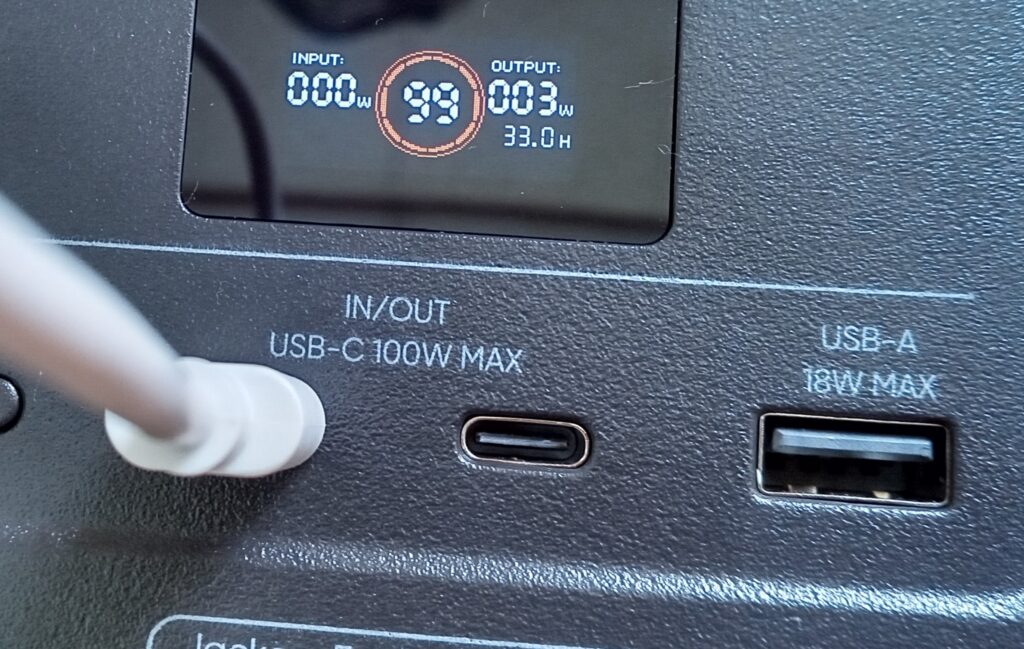 INPUT:
000W
99
OUTPUT:
003W
33.0H
IN/OUT
USB-C 100W MAX
USB-A
18W MAX